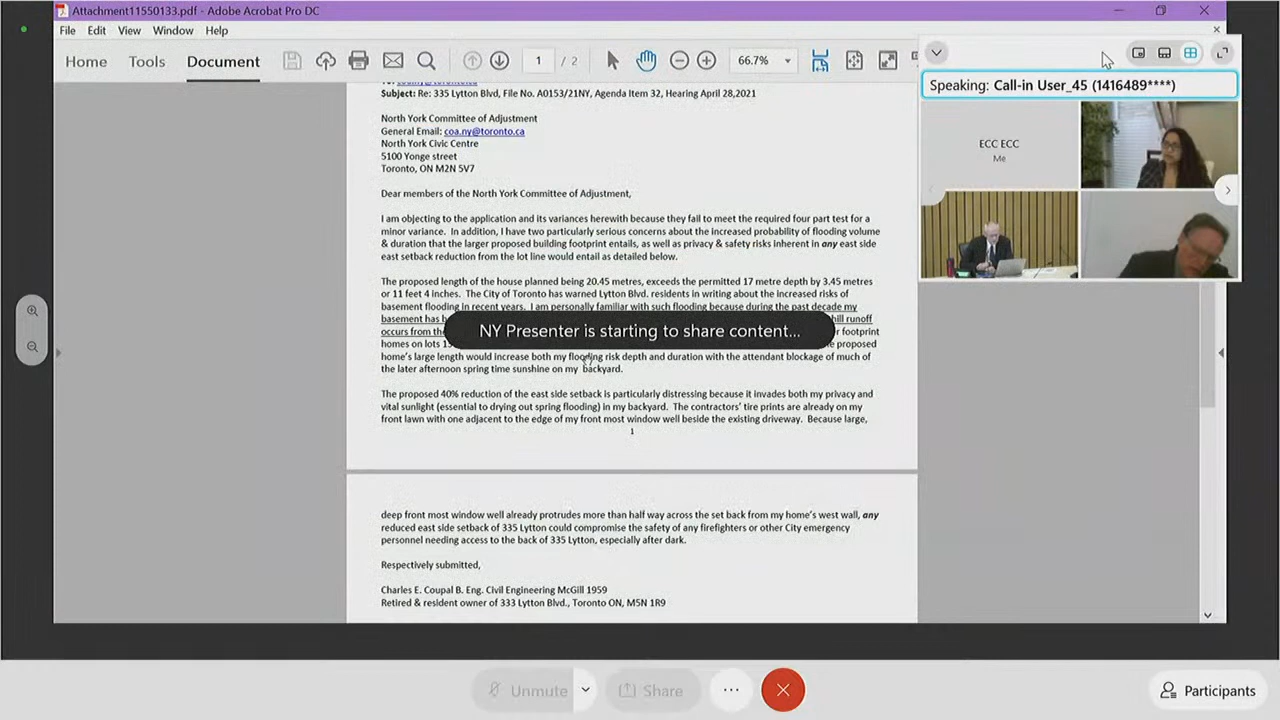 Attachment11550133.pdf - Adobe Acrobat Pro DC
File Edit View Window Help
Home Tools Document 1 / 2 66.7%
Subject: Re: 335 Lytton Blvd, File No. A0153/21NY, Agenda Item 32, Hearing April 28,2021
North York Committee of Adjustment
General Email: coa.ny@toronto.ca
North York Civic Centre
5100 Yonge street
Toronto, ON M2N 5V7
Dear members of the North York Committee of Adjustment,
I am objecting to the application and its variances herewith because they fail to meet the required four part test for a
minor variance. In addition, I have two particularly serious concerns about the increased probability of flooding volume
& duration that the larger proposed building footprint entails, as well as privacy & safety risks inherent in any east side
east setback reduction from the lot line would entail as detailed below.
The proposed length of the house planned being 20.45 metres, exceeds the permitted 17 metre depth by 3.45 metres
or 11 feet 4 inches. The City of Toronto has warned Lytton Blvd. residents in writing about the increased risks of
basement flooding in recent years. I am personally familiar with such flooding because during the past decade my
basement has hill runoff
occurs from the footprint
homes on lots proposed
home's large length would increase both my flooding risk depth and duration with the attendant blockage of much of
the later afternoon spring time sunshine on my backyard.
The proposed 40% reduction of the east side setback is particularly distressing because it invades both my privacy and
vital sunlight (essential to drying out spring flooding) in my backyard. The contractors' tire prints are already on my
front lawn with one adjacent to the edge of my front most window well beside the existing driveway. Because large,
1
deep front most window well already protrudes more than half way across the set back from my home's west wall, any
reduced east side setback of 335 Lytton could compromise the safety of any firefighters or other City emergency
personnel needing access to the back of 335 Lytton, especially after dark.
Respectively submitted,
Charles E. Coupal B. Eng. Civil Engineering McGill 1959
Retired & resident owner of 333 Lytton Blvd., Toronto ON, M5N 1R9
NY Presenter is starting to share content...
Speaking: Call-in User_45 (1416489****)
ECC ECC
Me
Unmute Share ... Participants